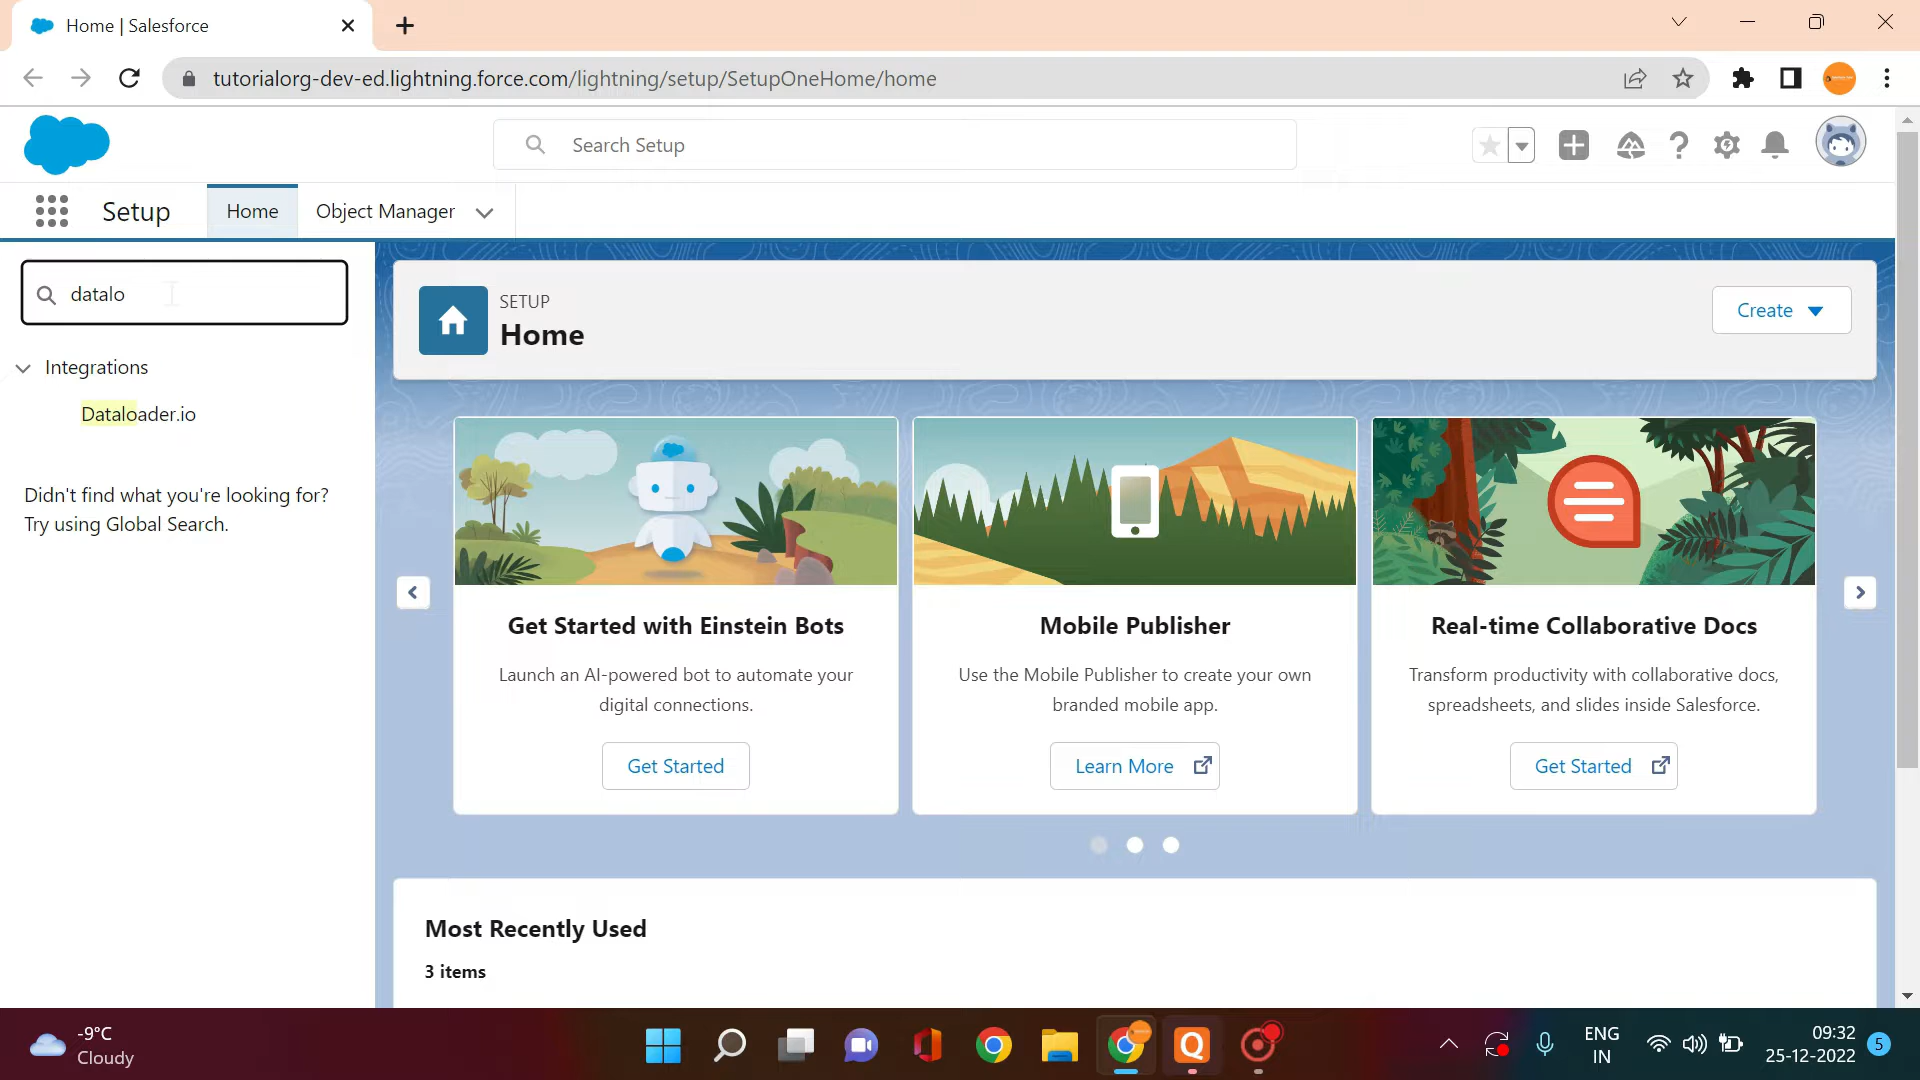 Home | Salesforce
tutorialorg-dev-ed.lightning.force.com/lightning/setup/SetupOneHome/home
Search Setup
Setup
Home
Object Manager
datalo
Integrations
Dataloader.io
Didn't find what you're looking for?
Try using Global Search.
SETUP
Home
Create
Get Started with Einstein Bots
Launch an AI-powered bot to automate your
digital connections.
Get Started
Mobile Publisher
Use the Mobile Publisher to create your own
branded mobile app.
Learn More
Real-time Collaborative Docs
Transform productivity with collaborative docs,
spreadsheets, and slides inside Salesforce.
Get Started
Most Recently Used
3 items
-9°C
Cloudy
ENG
IN
09:32
25-12-2022
5